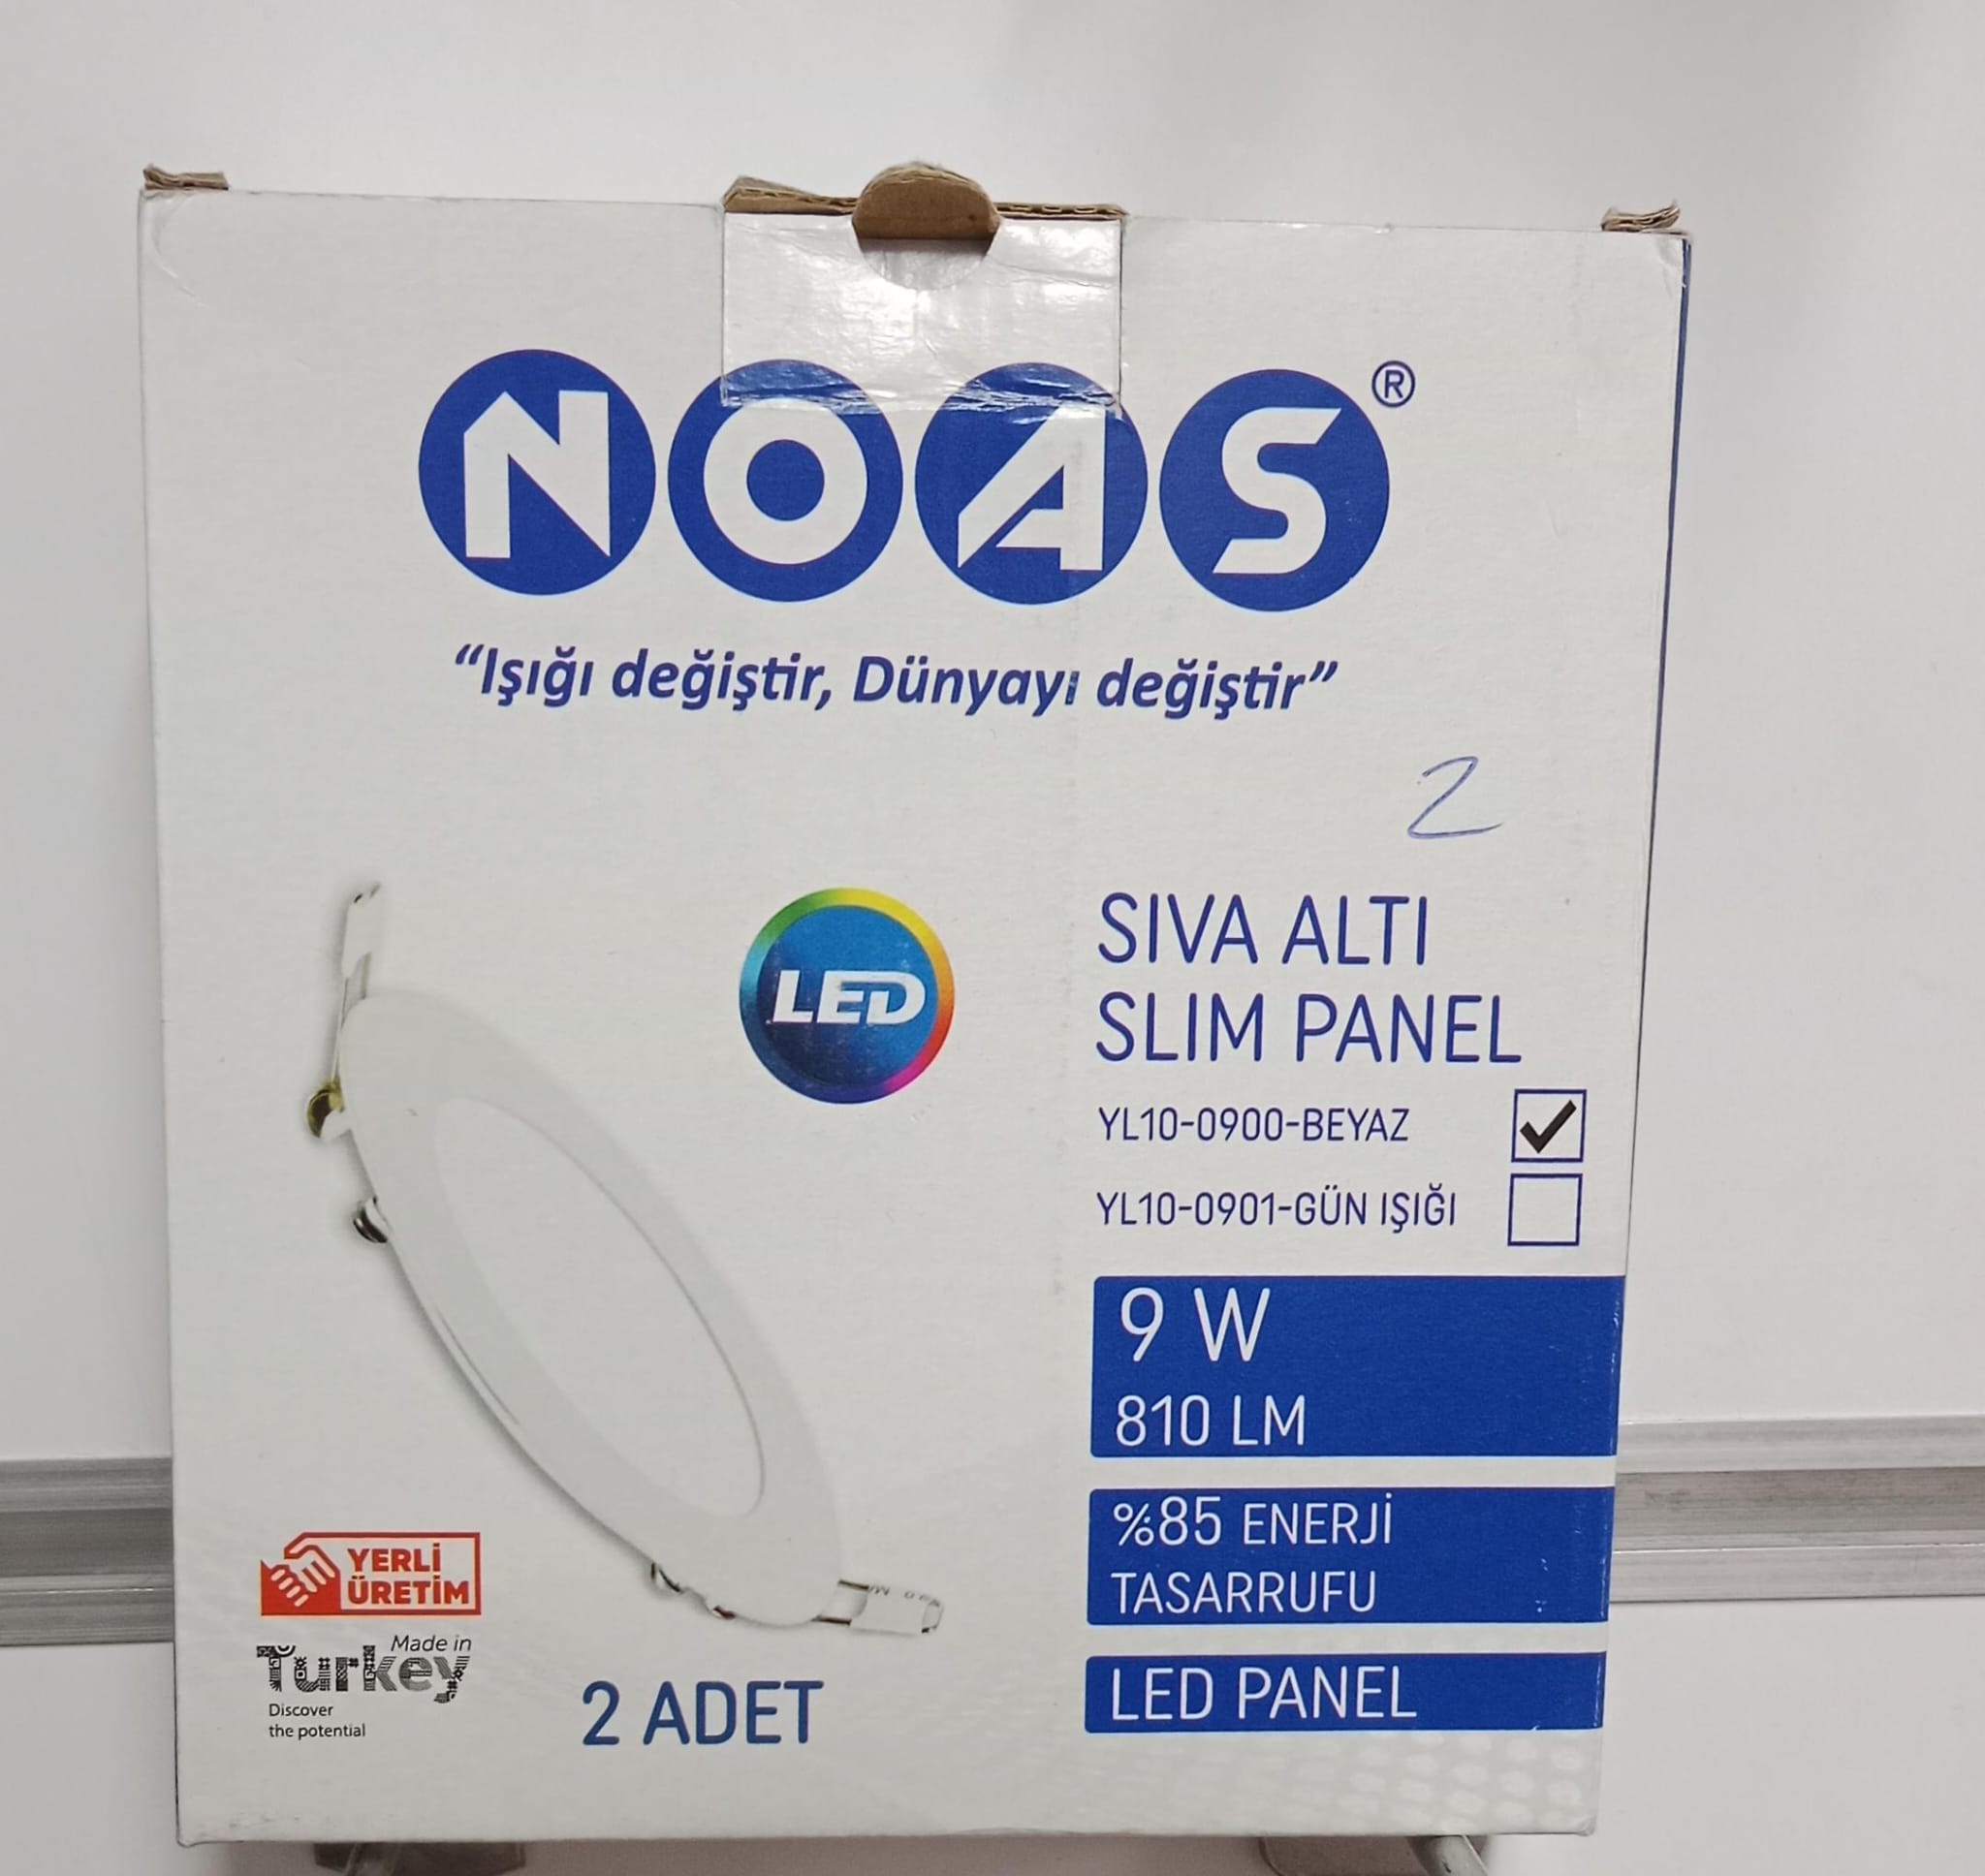 NOAS®
“Işığı değiştir, Dünyayı değiştir”
2
LED
SIVA ALTI
SLIM PANEL
YL10-0900-BEYAZ
YL10-0901-GÜN IŞIĞI
9 W
810 LM
%85 ENERJİ
TASARRUFU
LED PANEL
YERLİ
ÜRETİM
Made in
Turkey
Discover
the potential
2 ADET